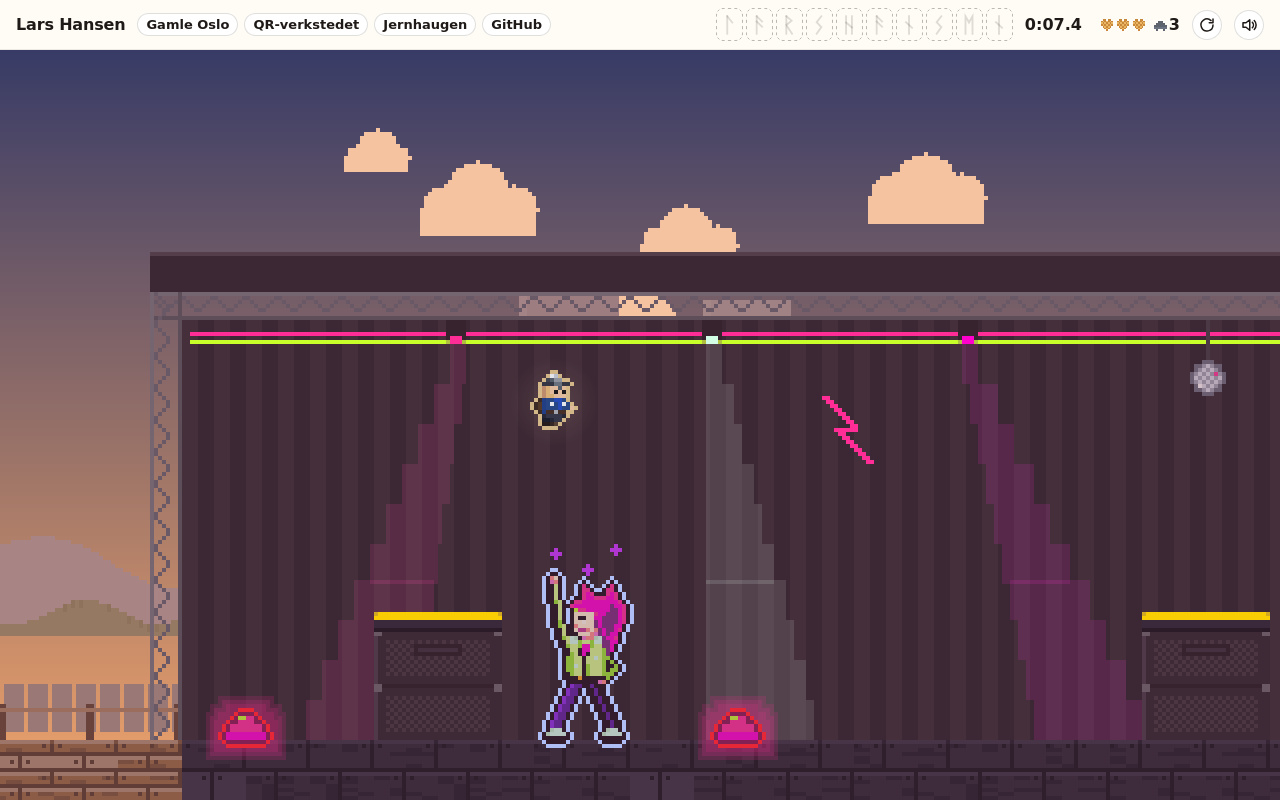 Lars Hansen Gamle Oslo QR-verkstedet Jernhaugen GitHub ᛚ ᚨ ᚱ ᛊ ᚺ ᚨ ᚾ ᛊ ᛖ ᚾ 0:07.4 3